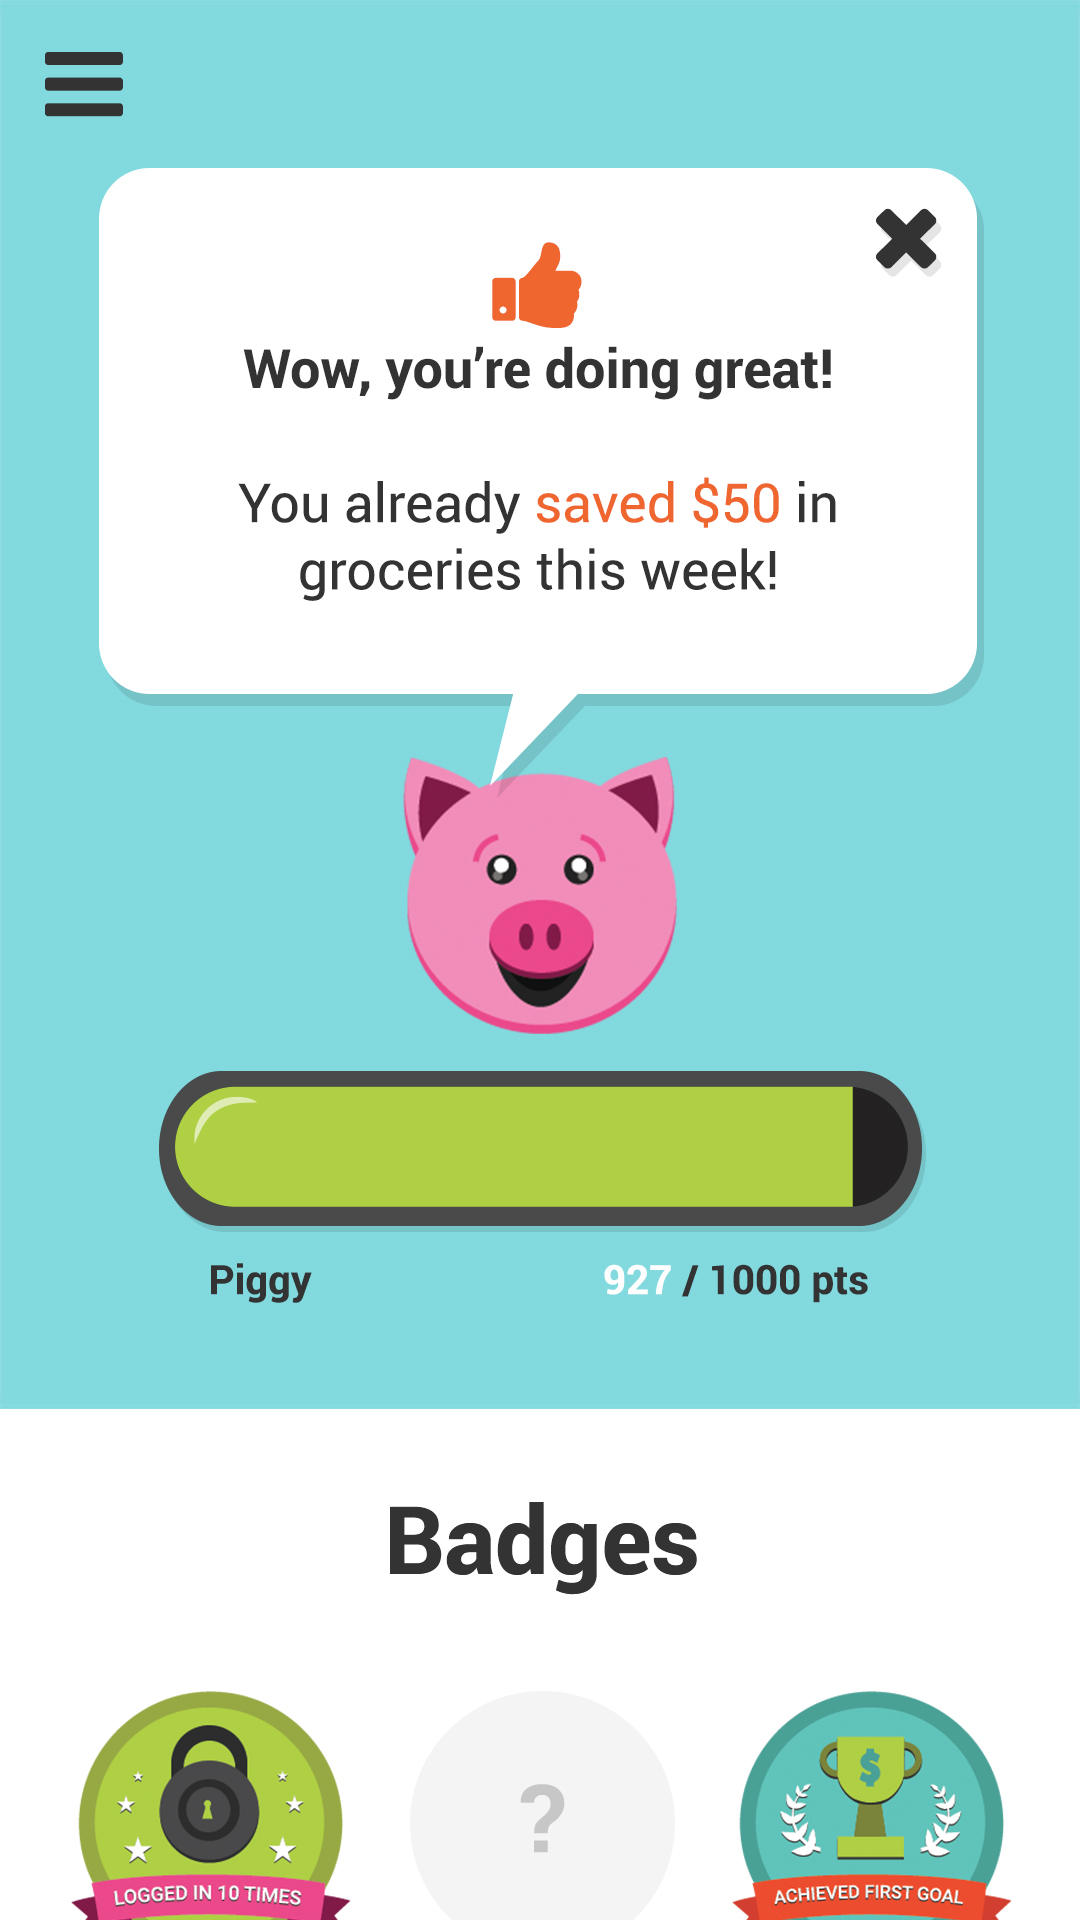 Wow, you’re doing great!
You already saved $50 in
groceries this week!
Piggy
927 / 1000 pts
Badges
?
$
LOGGED IN 10 TIMES
ACHIEVED FIRST GOAL